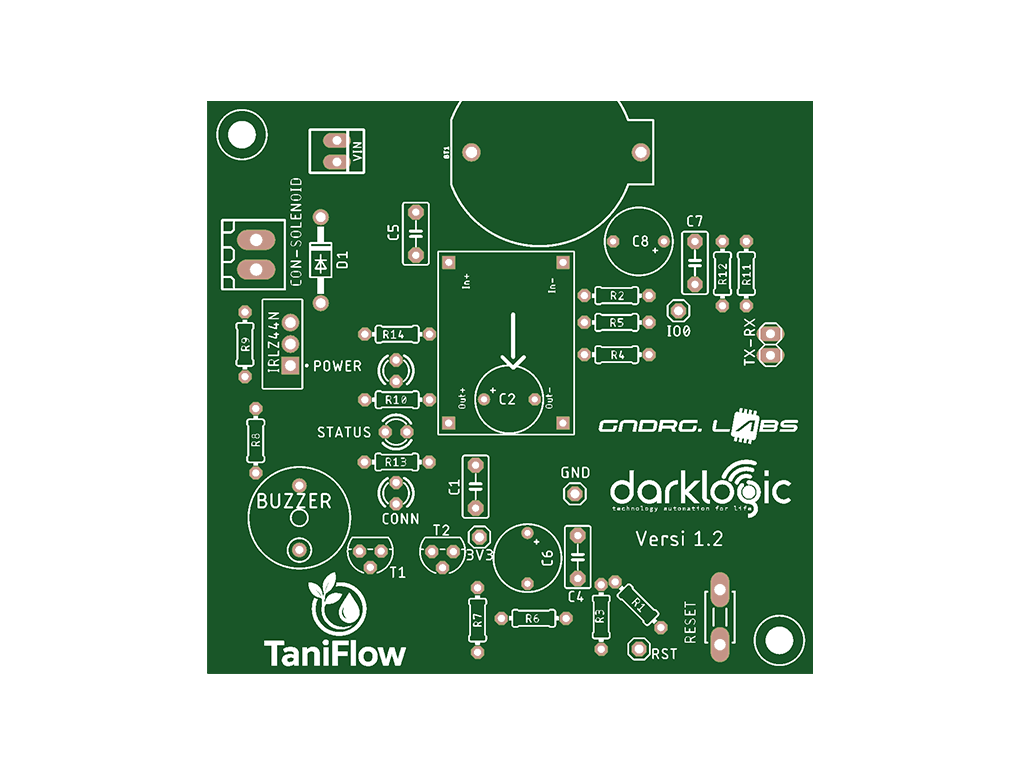 VIN
BT1
CON-SOLENOID
D1
C5
C8
+
C7
In+
In-
R2
R12
R11
R5
IO0
R9
IRLZ44N
R14
R4
TX-RX
POWER
Out+
+
C2
Out-
R10
R8
STATUS
GNDRG. LABS
R13
BUZZER
C1
GND
darklogic
technology automation for life
CONN
T2
3V3
+
C6
Versi 1.2
T1
C4
R7
R6
R3
R1
RESET
TaniFlow
RST